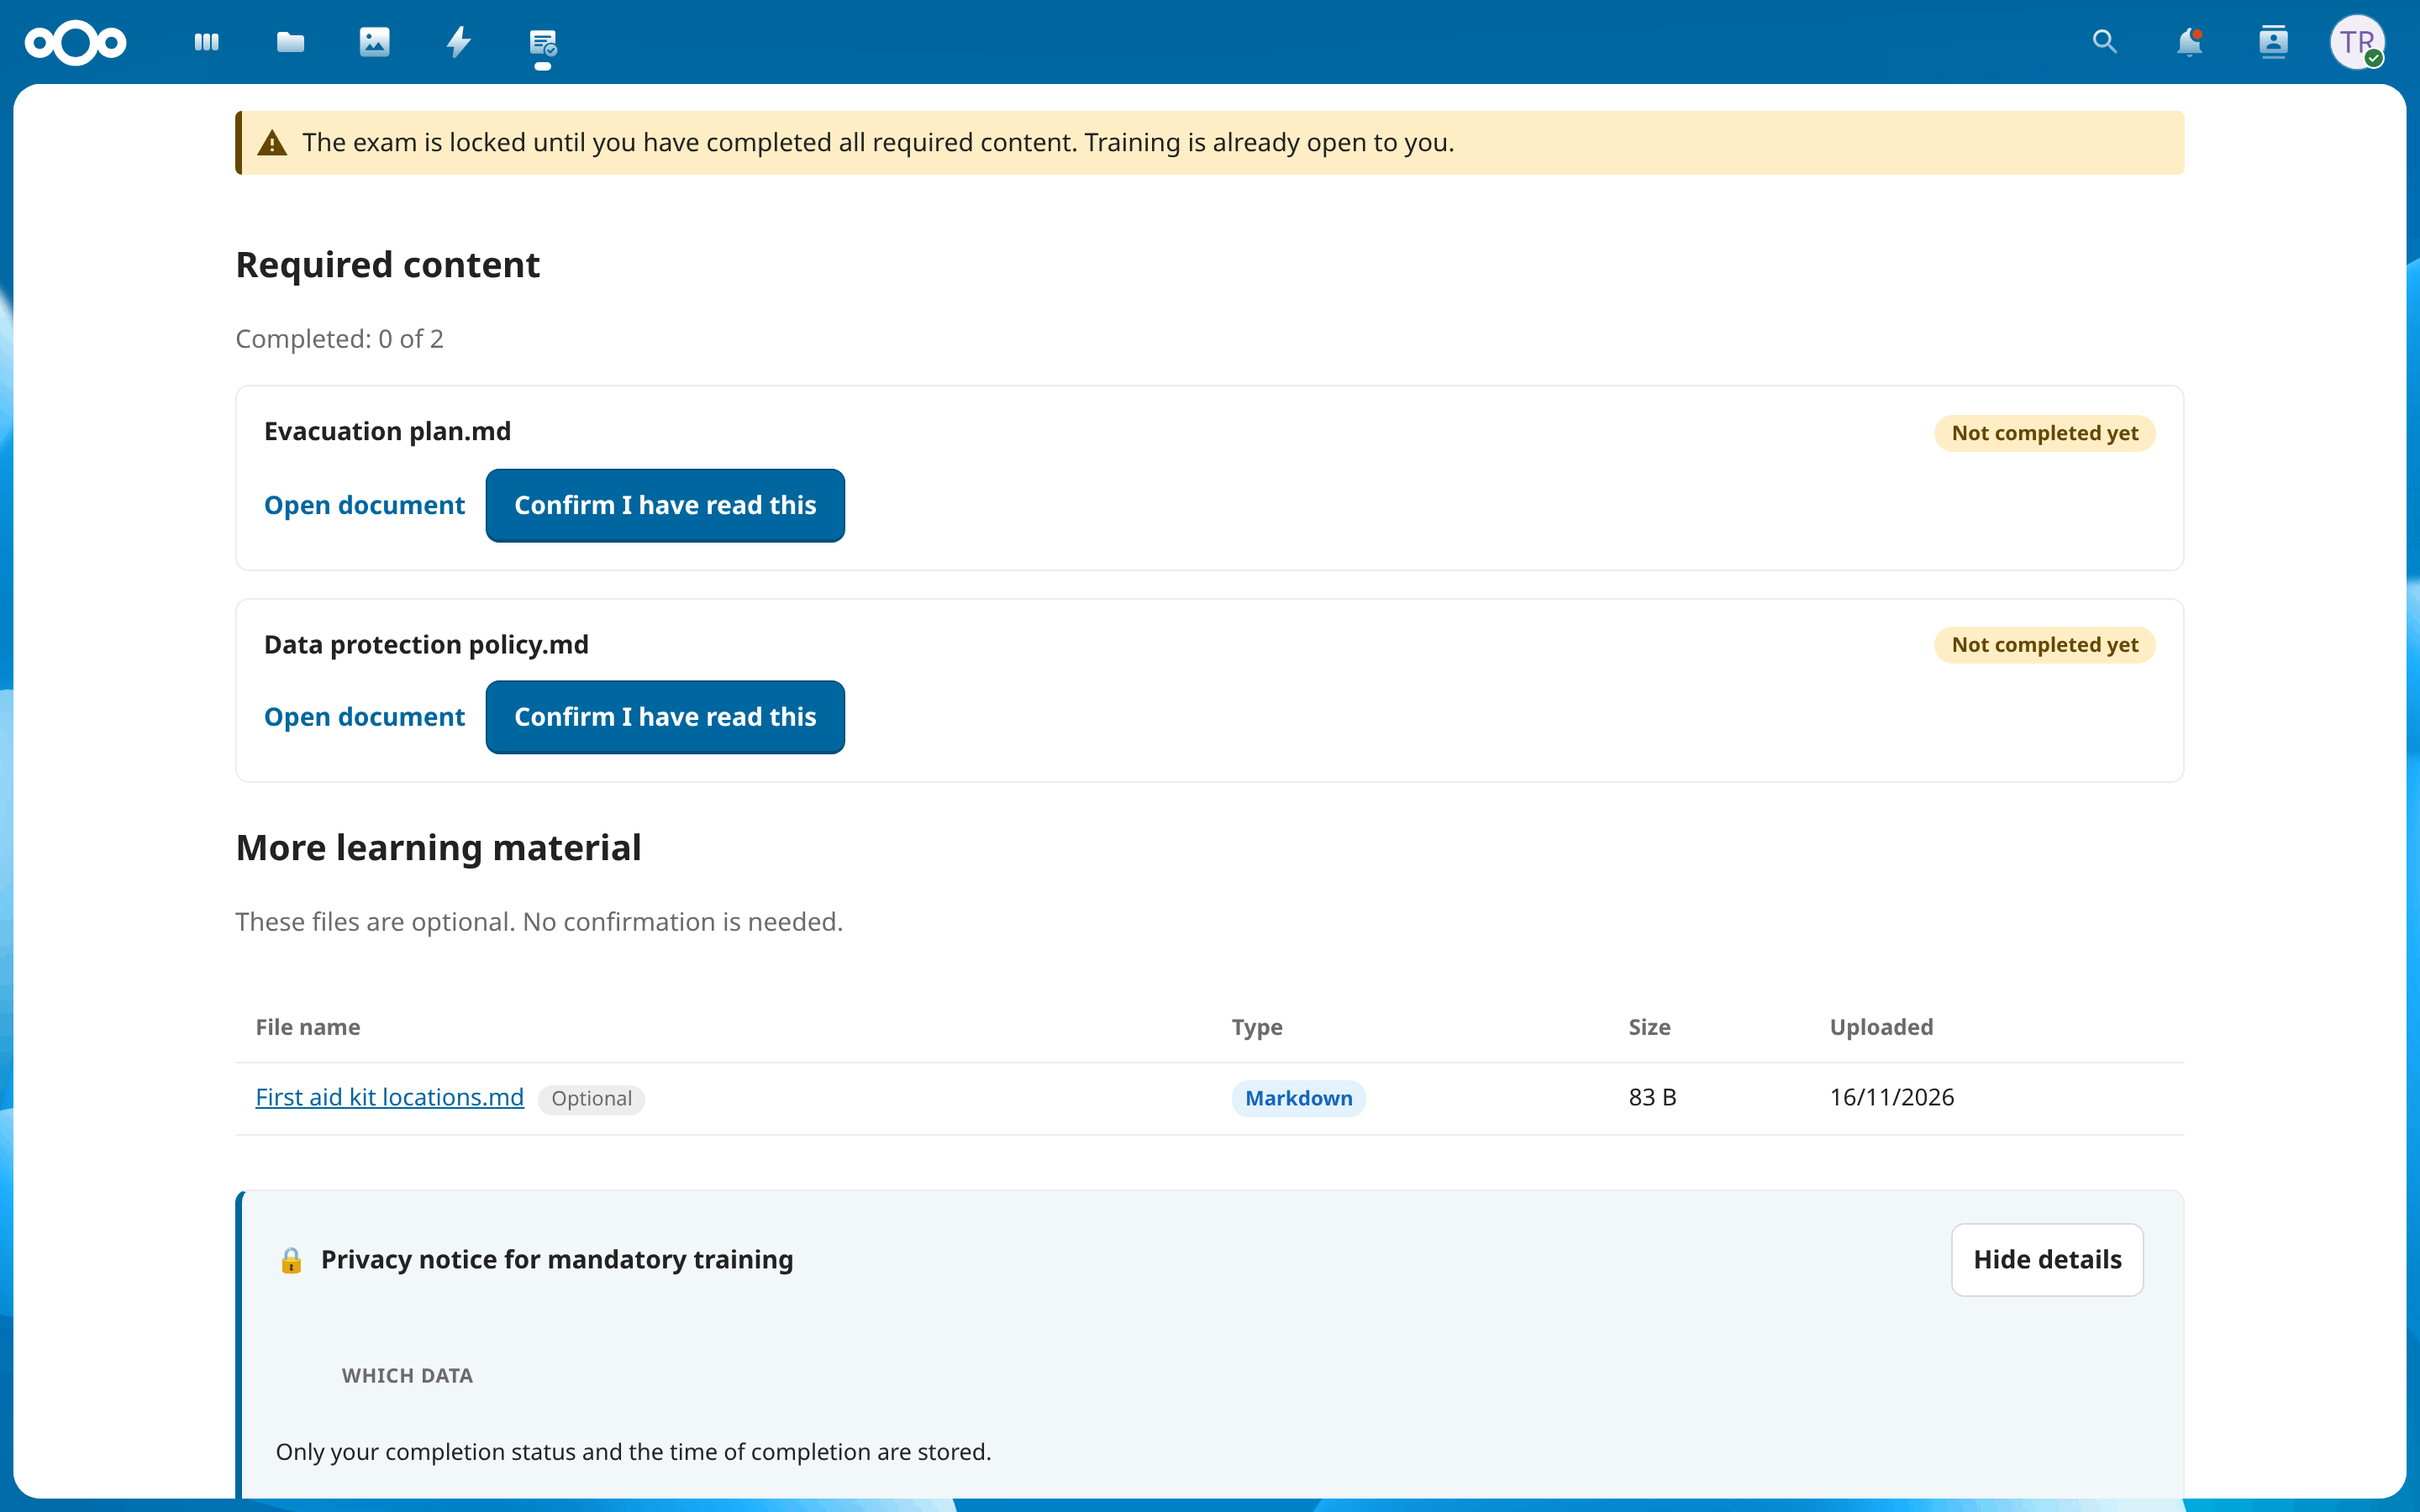 TR
The exam is locked until you have completed all required content. Training is already open to you.
Required content
Completed: 0 of 2
Evacuation plan.md
Not completed yet
Open document
Confirm I have read this
Data protection policy.md
Not completed yet
Open document
Confirm I have read this
More learning material
These files are optional. No confirmation is needed.
File name Type Size Uploaded
First aid kit locations.md Optional Markdown 83 B 16/11/2026
Privacy notice for mandatory training
Hide details
WHICH DATA
Only your completion status and the time of completion are stored.